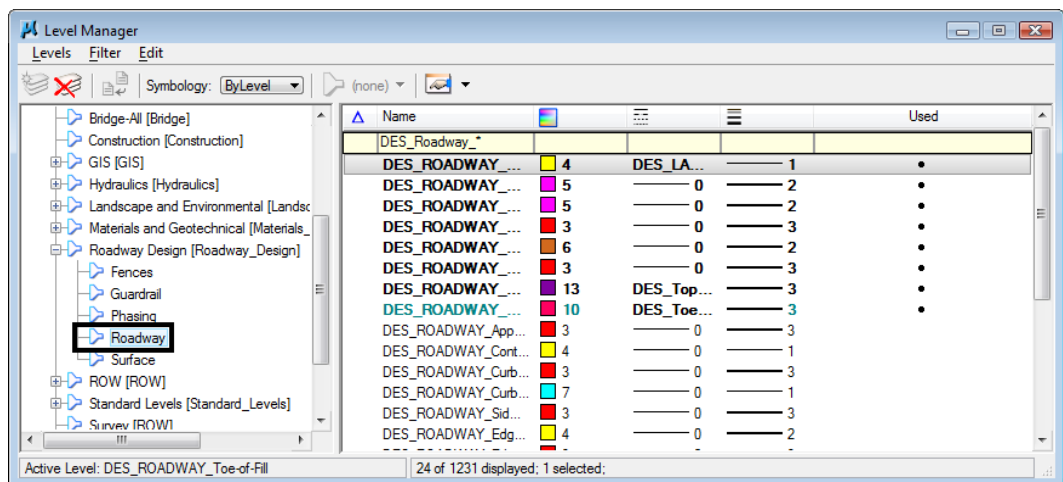 Level Manager
Levels Filter Edit
Symbology: ByLevel (none)
Bridge-All [Bridge]
Construction [Construction]
GIS [GIS]
Hydraulics [Hydraulics]
Landscape and Environmental [Landsc
Materials and Geotechnical [Materials_
Roadway Design [Roadway_Design]
Fences
Guardrail
Phasing
Roadway
Surface
ROW [ROW]
Standard Levels [Standard_Levels]
Survey [ROW]
Name Used
DES_Roadway_*
DES_ROADWAY_... 4 DES_LA... 1
DES_ROADWAY_... 5 0 2
DES_ROADWAY_... 5 0 2
DES_ROADWAY_... 3 0 3
DES_ROADWAY_... 6 0 2
DES_ROADWAY_... 3 0 3
DES_ROADWAY_... 13 DES_Top... 3
DES_ROADWAY_... 10 DES_Toe... 3
DES_ROADWAY_App... 3 0 3
DES_ROADWAY_Cont... 4 0 1
DES_ROADWAY_Curb... 3 0 3
DES_ROADWAY_Curb... 7 0 1
DES_ROADWAY_Sid... 3 0 3
DES_ROADWAY_Edg... 4 0 2
Active Level: DES_ROADWAY_Toe-of-Fill 24 of 1231 displayed; 1 selected;